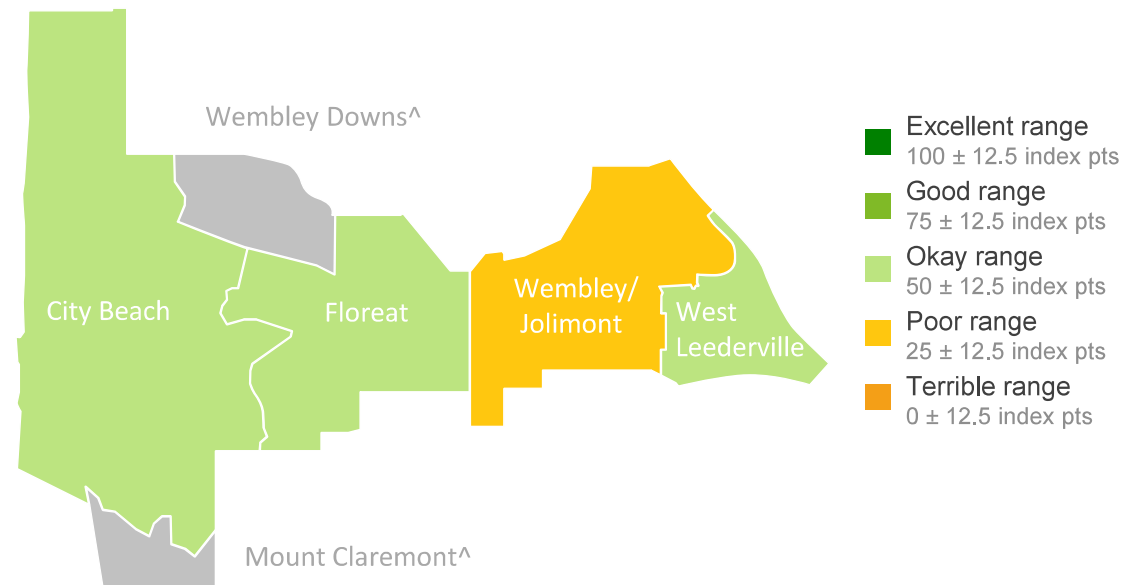 Wembley Downs^
City Beach
Floreat
Wembley/
Jolimont
West
Leederville
Mount Claremont^
Excellent range
100 ± 12.5 index pts
Good range
75 ± 12.5 index pts
Okay range
50 ± 12.5 index pts
Poor range
25 ± 12.5 index pts
Terrible range
0 ± 12.5 index pts